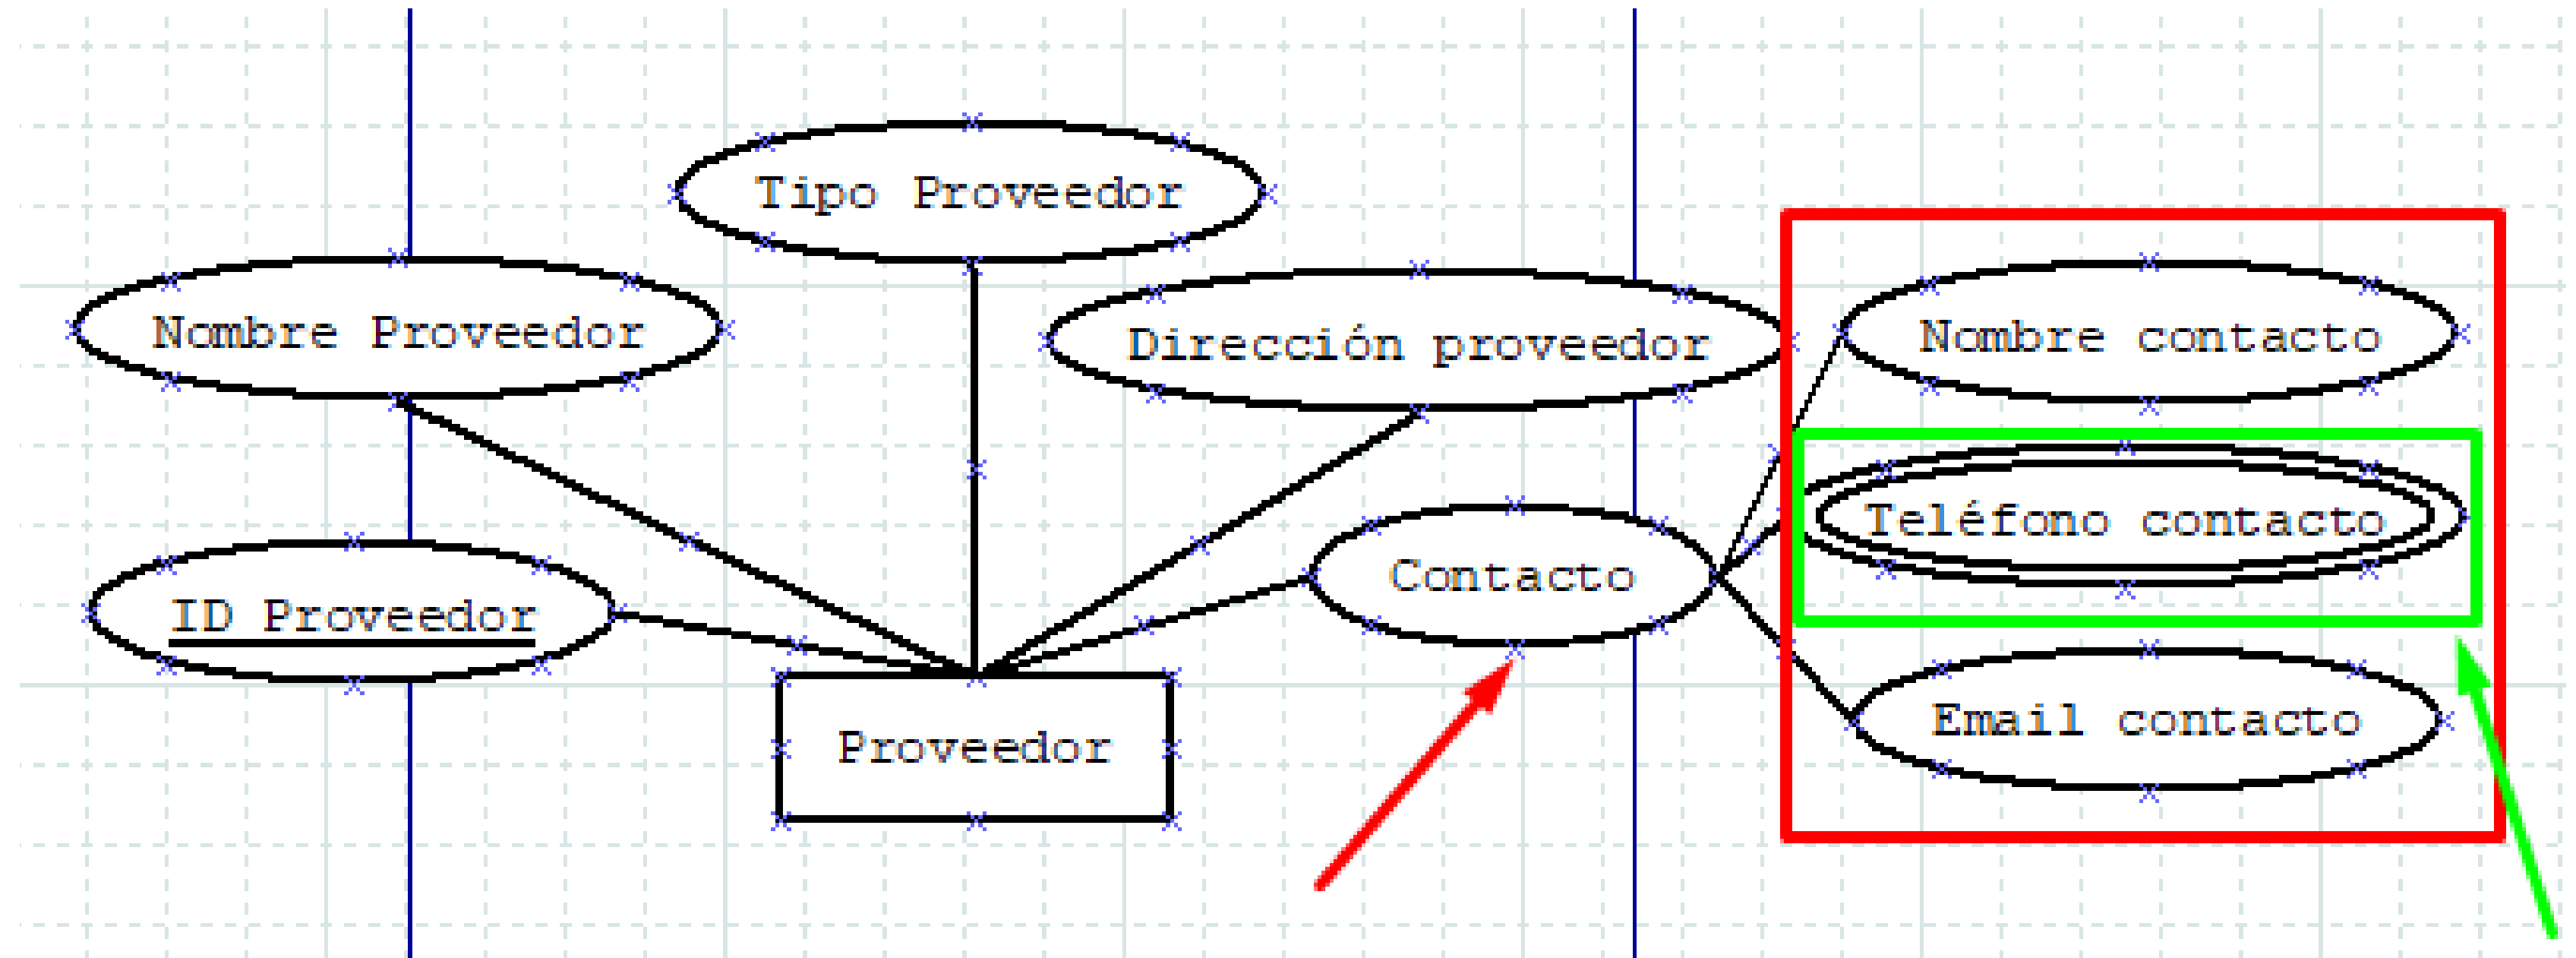 Tipo Proveedor
Nombre Proveedor
Dirección proveedor
Nombre contacto
Teléfono contacto
Contacto
ID Proveedor
Email contacto
Proveedor